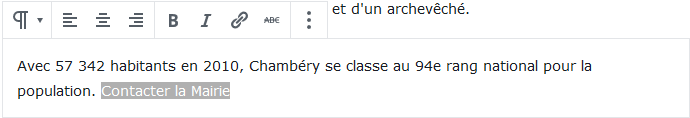 et d'un archevêché.
B I ABC
Avec 57 342 habitants en 2010, Chambéry se classe au 94e rang national pour la
population. Contacter la Mairie